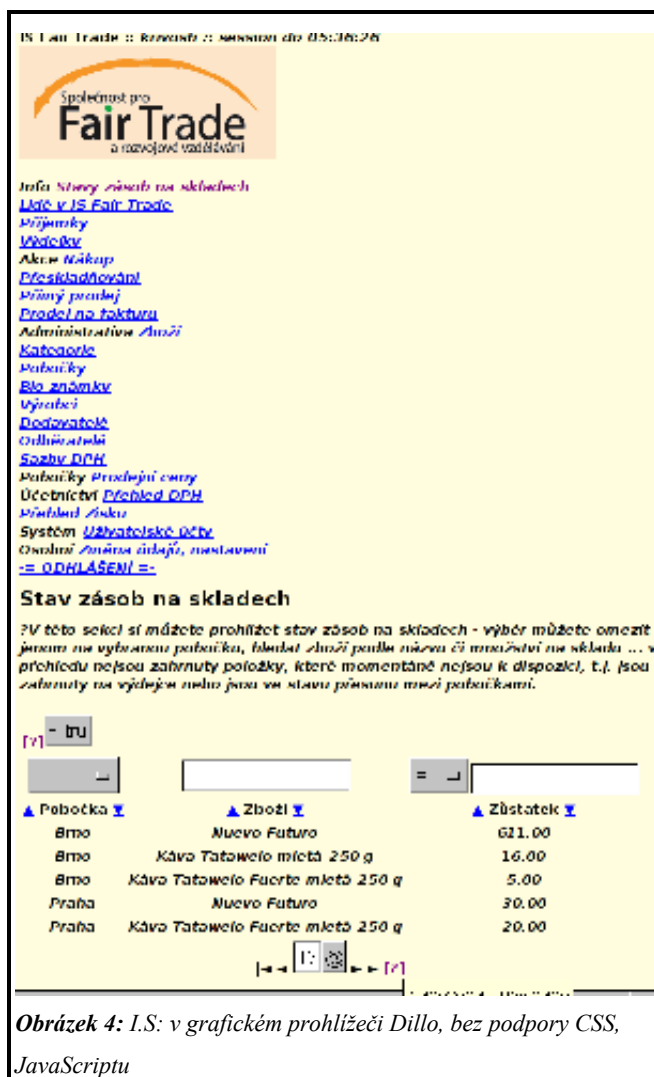 IS Fair Trade :: kuvosh :: session do 05:36:26
Společnost pro
Fair Trade
a rozvojové vzdělávání
Info Stavy zásob na skladech
Lidé v IS Fair Trade
Příjemky
Výdejky
Akce Nákup
Přeskladňování
Přímý prodej
Prodej na fakturu
Administrativa Zboží
Kategorie
Pobočky
Bio známky
Výrobci
Dodavatelé
Odběratelé
Sazby DPH
Pobočky Prodejní ceny
Účetnictví Přehled DPH
Přehled zisku
Systém Uživatelské účty
Osobní Změna údajů, nastavení
-= ODHLÁŠENÍ =-
Stav zásob na skladech
?V této sekci si můžete prohlížet stav zásob na skladech - výběr můžete omezit
jenom na vybranou pobočku, hledat zboží podle názvu či množství na skladu ... v
přehledu nejsou zahrnuty položky, které momentáně nejsou k dispozici, t.j. jsou
zahrnuty na výdejce nebo jsou ve stavu přesunu mezi pobočkami.
[?] - tru
=
▲ Pobočka ▼ ▲ Zboží ▼ ▲ Zůstatek ▼
Brno Nuevo Futuro 611.00
Brno Káva Tatawelo mletá 250 g 16.00
Brno Káva Tatawelo Fuerte mletá 250 g 5.00
Praha Nuevo Futuro 30.00
Praha Káva Tatawelo Fuerte mletá 250 g 20.00
|◄ ◄ @ ► ► [?]
Obrázek 4: I.S: v grafickém prohlížeči Dillo, bez podpory CSS,
JavaScriptu